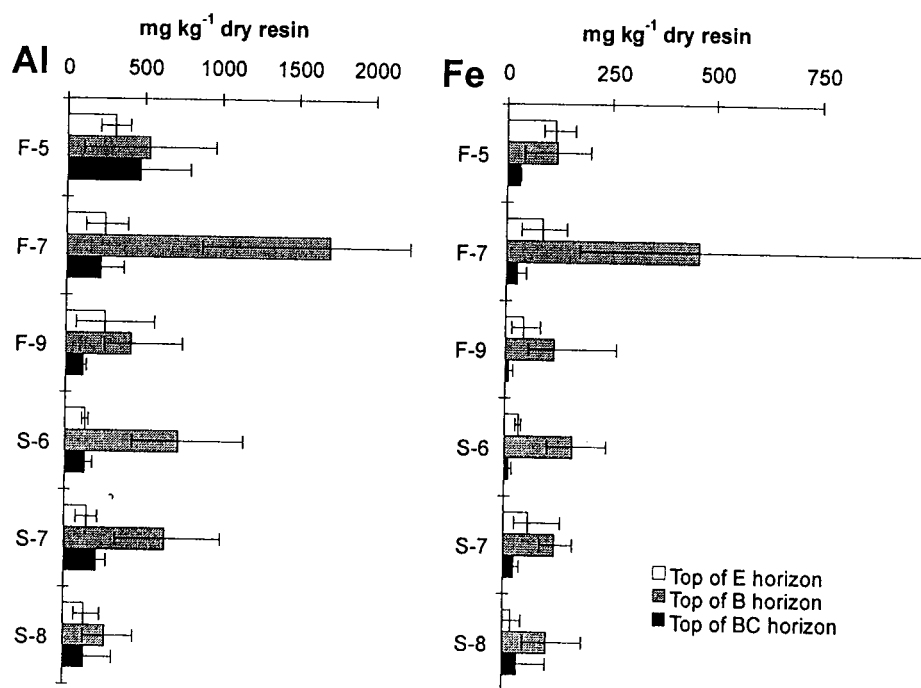 mg kg⁻¹ dry resin
Al 0 500 1000 1500 2000
F-5
F-7
F-9
S-6
S-7
S-8
mg kg⁻¹ dry resin
Fe 0 250 500 750
F-5
F-7
F-9
S-6
S-7
S-8
Top of E horizon
Top of B horizon
Top of BC horizon